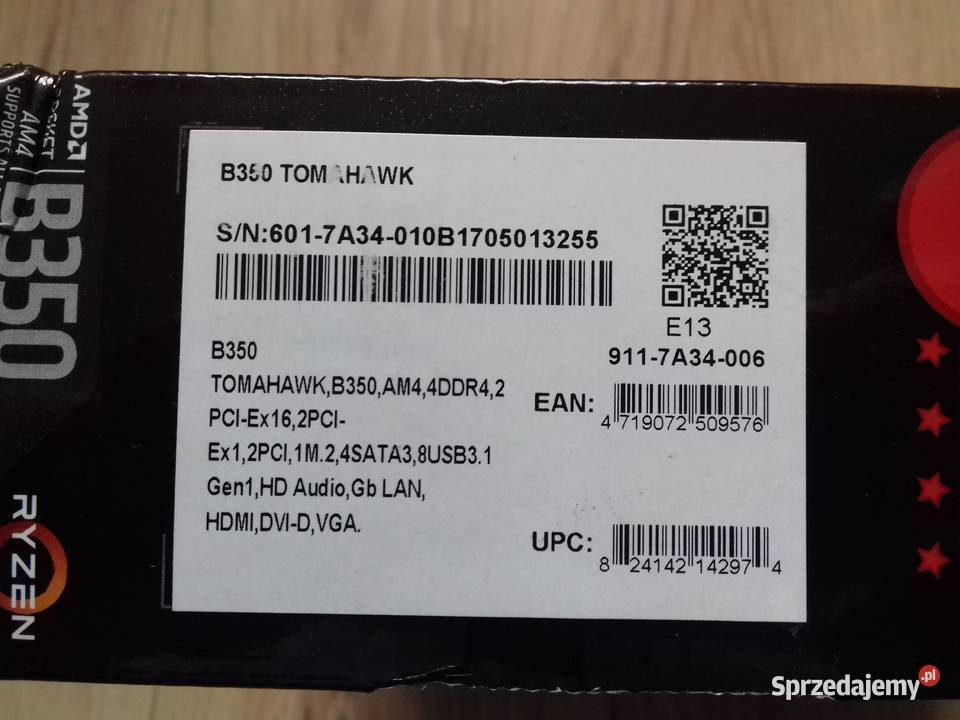 B350 TOMAHAWK
S/N:601-7A34-010B1705013255
E13
911-7A34-006
B350
TOMAHAWK,B350,AM4,4DDR4,2
PCI-Ex16,2PCI-
Ex1,2PCI,1M.2,4SATA3,8USB3.1
Gen1,HD Audio,Gb LAN,
HDMI,DVI-D,VGA.
EAN:
4 719072 509576
UPC:
8 24142 14297 4
AMD
SOCKET
AM4
SUPPORTS
B350
RYZEN
Sprzedajemy.pl